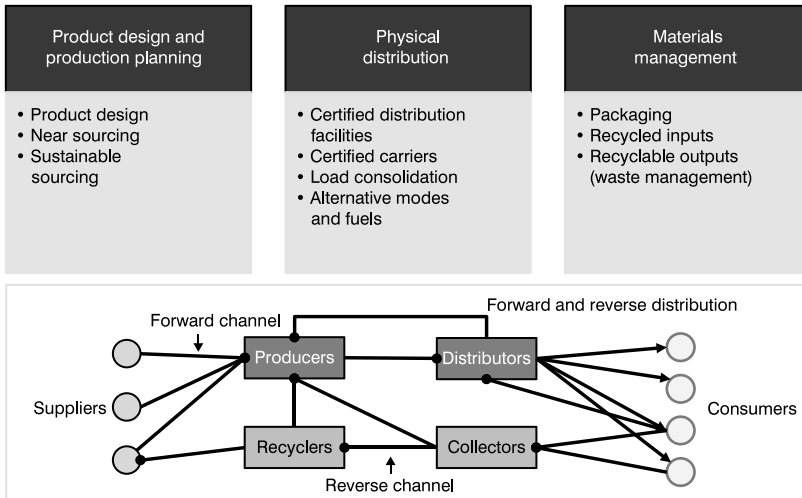 Product design and
production planning
• Product design
• Near sourcing
• Sustainable
sourcing
Physical
distribution
• Certified distribution
facilities
• Certified carriers
• Load consolidation
• Alternative modes
and fuels
Materials
management
• Packaging
• Recycled inputs
• Recyclable outputs
(waste management)
Forward and reverse distribution
Forward channel
Producers
Distributors
Suppliers
Consumers
Recyclers
Collectors
Reverse channel